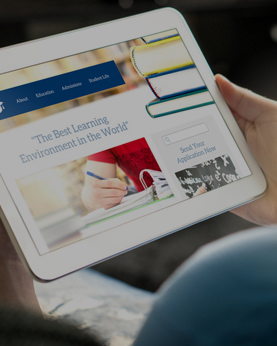 About Education Admissions Student Life
"The Best Learning
Environment in the World"
Send Your
Application Now